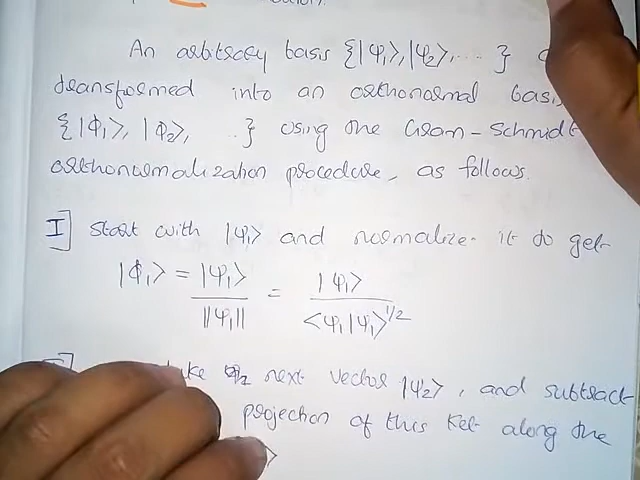 An arbitrary basis {|ψ₁>, |ψ₂>, .... }
transformed into an orthonormal basis
{|Φ₁>, |Φ₂>, ..} using the Gram-Schmidt
orthonormalization procedure, as follows.
I] Start with |ψ₁> and normalize it to get
|Φ₁> = |ψ₁> / ||ψ₁|| = |ψ₁> / <ψ₁|ψ₁>^1/2
next vector |ψ₂>, and subtract
projection of this ket along the